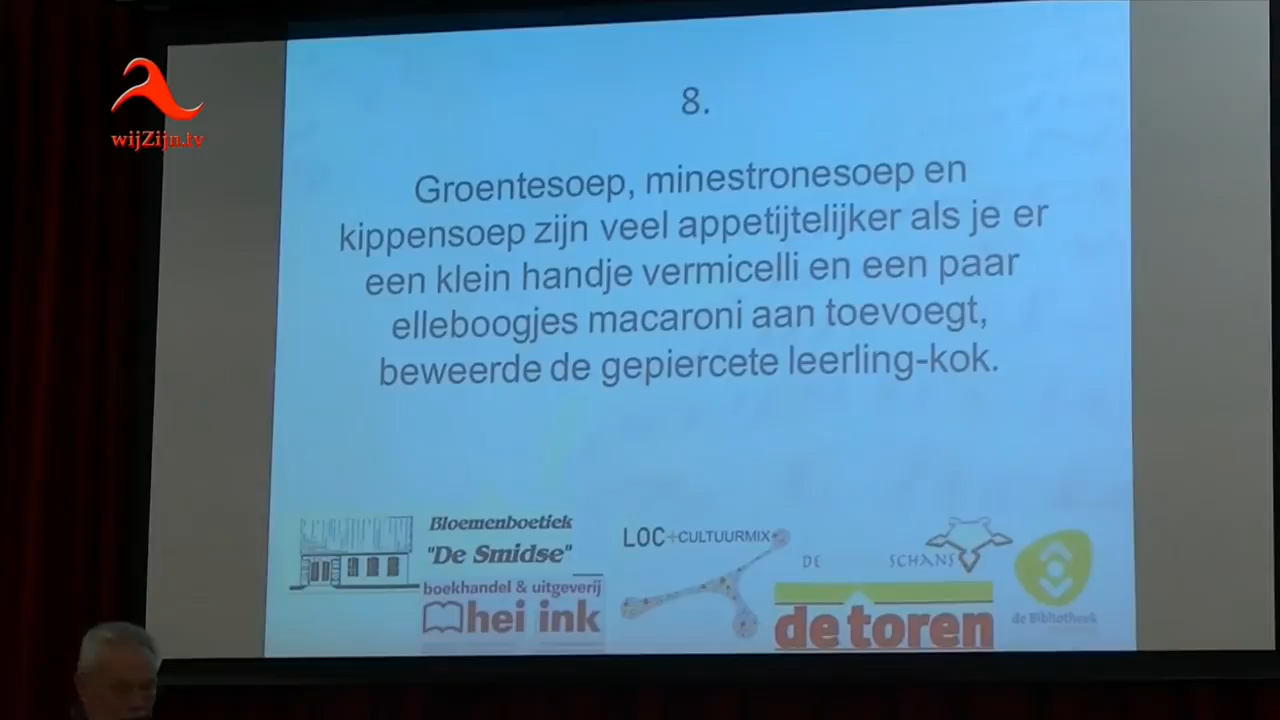 wijZijn.tv
8.
Groentesoep, minestronesoep en
kippensoep zijn veel appetijtelijker als je er
een klein handje vermicelli en een paar
elleboogjes macaroni aan toevoegt,
beweerde de gepiercete leerling-kok.
Bloemenboetiek
"De Smidse"
boekhandel & uitgeverij
hei ink
LOC+CULTUURMIX
DE SCHANS
de toren
de Bibliotheek